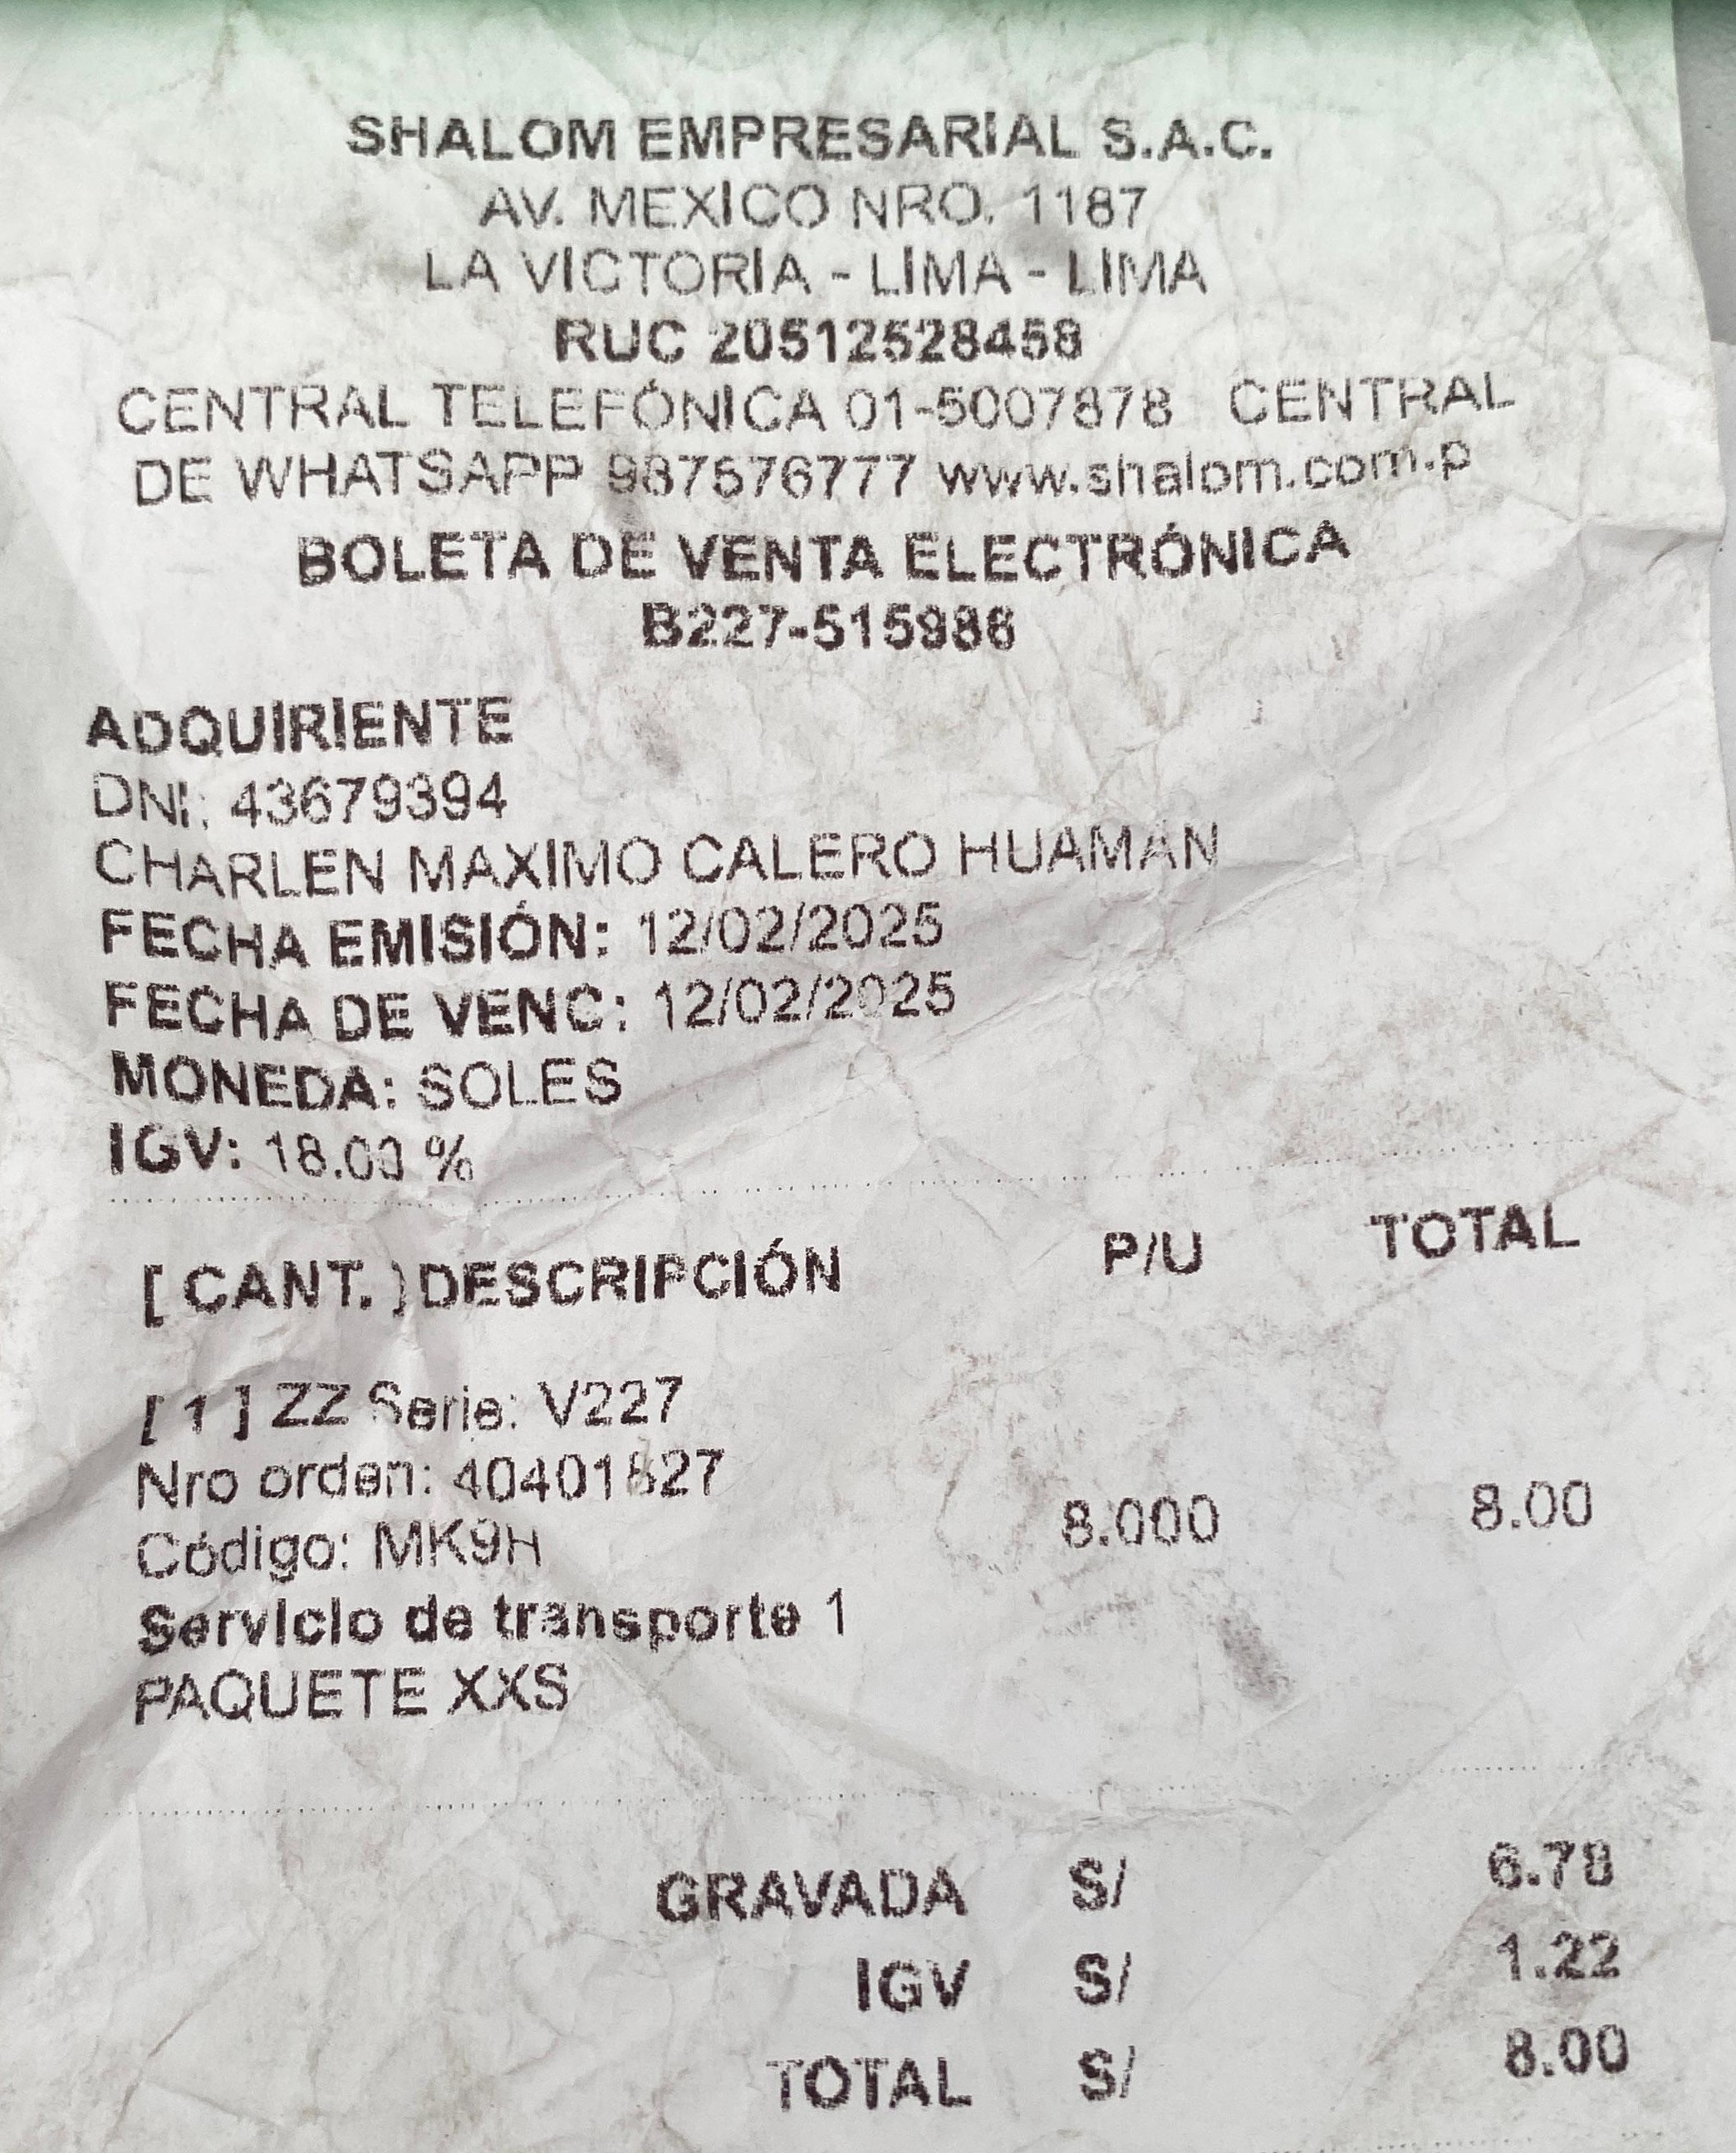 SHALOM EMPRESARIAL S.A.C.
AV. MEXICO NRO. 1187
LA VICTORIA - LIMA - LIMA
RUC 20512528458
CENTRAL TELEFÓNICA 01-5007878 CENTRAL
DE WHATSAPP 987576777 www.shalom.com.p
BOLETA DE VENTA ELECTRÓNICA
B227-515986
ADQUIRIENTE
DNI: 43679394
CHARLEN MAXIMO CALERO HUAMAN
FECHA EMISIÓN: 12/02/2025
FECHA DE VENC: 12/02/2025
MONEDA: SOLES
IGV: 18.00 %
[ CANT. ] DESCRIPCIÓN P/U TOTAL
[ 1 ] ZZ Serie: V227
Nro orden:
Código: MK9H 8.000 8.00
Servicio de transporte 1
PAQUETE XXS
GRAVADA S/ 6.78
IGV S/ 1.22
TOTAL S/ 8.00